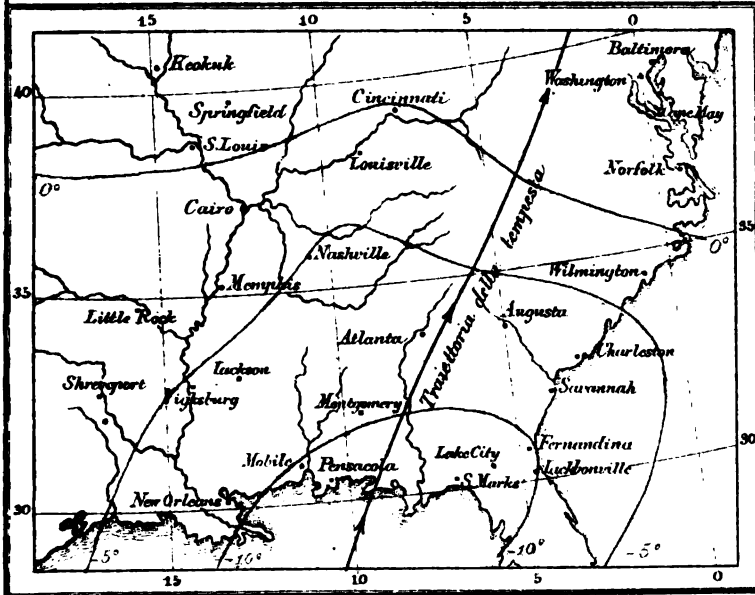 15 10 5 0
Baltimore
Keokuk
Washington
40
Springfield
Cincinnati
S. Louis
Louisville
Norfolk
0°
Cairo
35
0°
Nashville
Wilmington
35
Memphis
Little Rock
Augusta
Atlanta
Traiettoria della tempesta
Charleston
Jackson
Shreveport
Savannah
Vicksburg
Montgomery
30
Fernandina
Mobile
Lake City
Pensacola
Jackbonville
S. Marks
New Orleans
30
-5° -10° -10° -5°
15 10 5 0